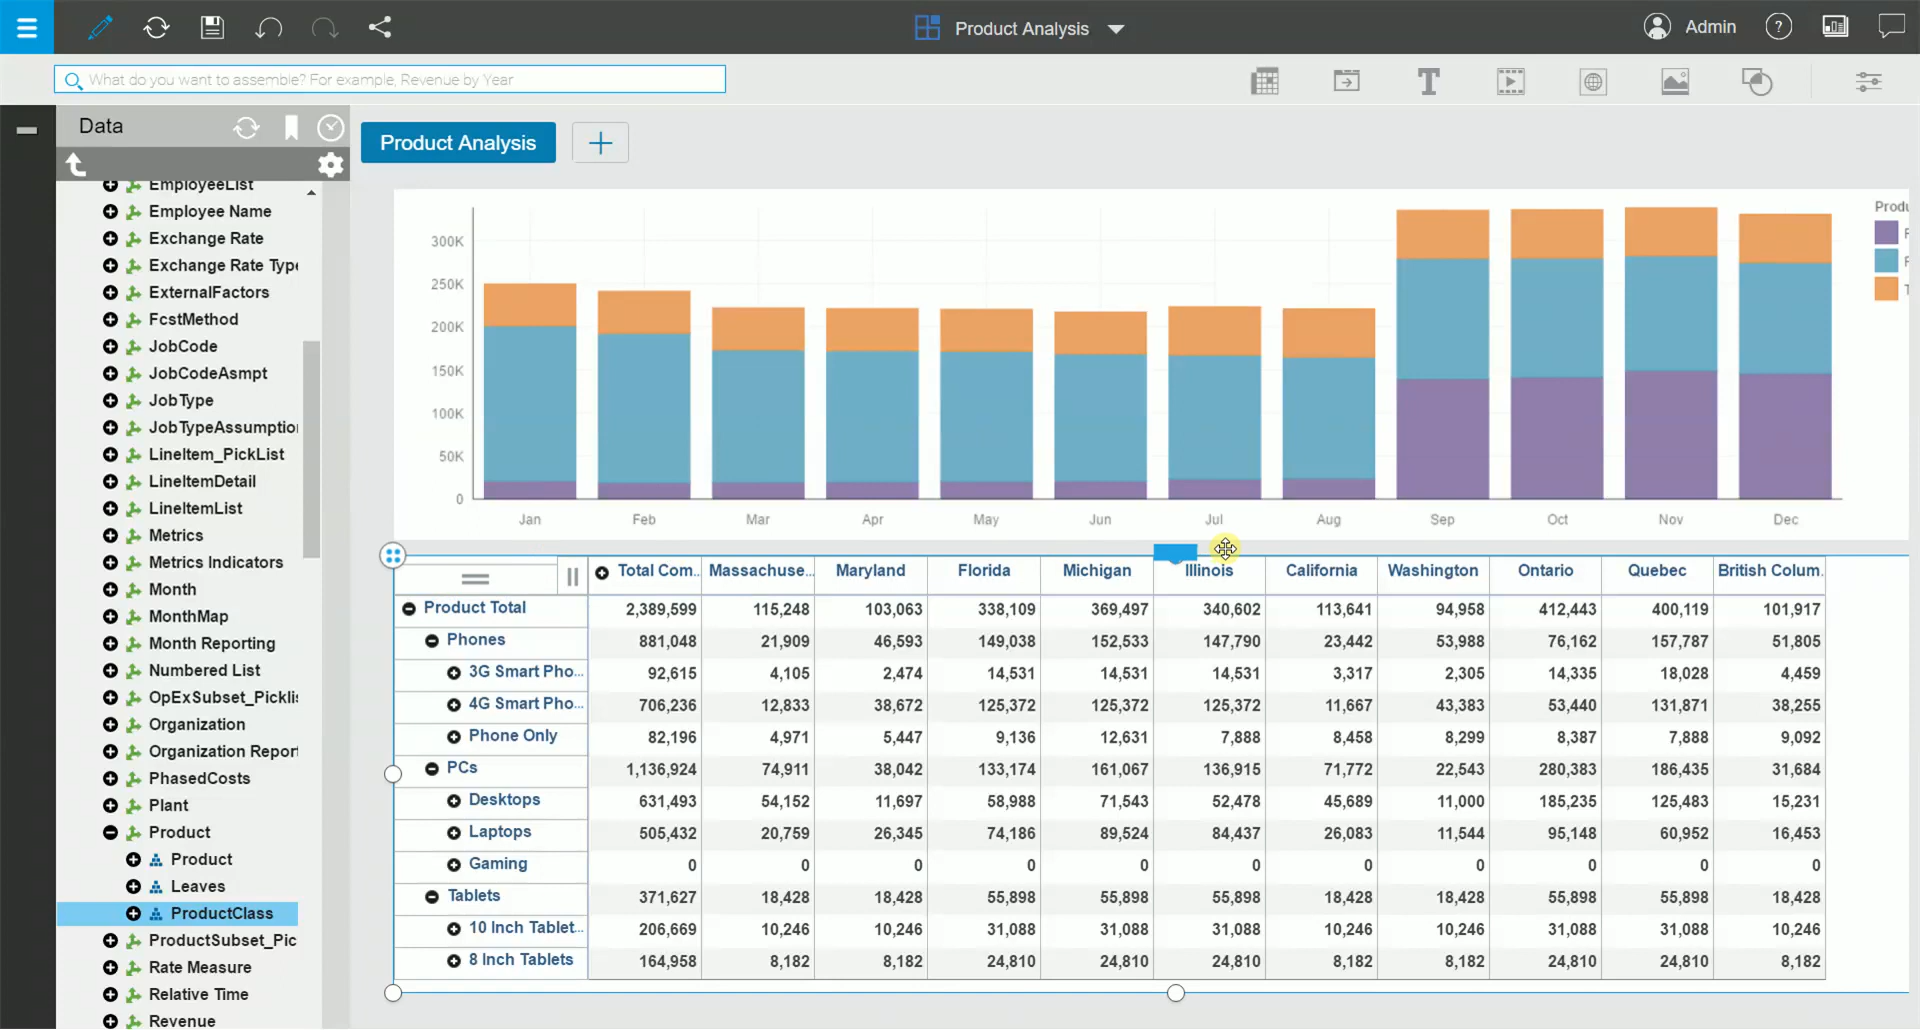 Product Analysis
Admin
?
What do you want to assemble? For example, Revenue by Year
T
Data
EmployeeList
Employee Name
Exchange Rate
Exchange Rate Type
ExternalFactors
FcstMethod
JobCode
JobCodeAsmpt
JobType
JobTypeAssumption
LineItem_PickList
LineItemDetail
LineItemList
Metrics
Metrics Indicators
Month
MonthMap
Month Reporting
Numbered List
OpExSubset_Picklis
Organization
Organization Report
PhasedCosts
Plant
Product
Product
Leaves
ProductClass
ProductSubset_Pic
Rate Measure
Relative Time
Revenue
Product Analysis
Produ
300K
250K
200K
150K
100K
50K
0
Jan Feb Mar Apr May Jun Jul Aug Sep Oct Nov Dec
Total Com... Massachuse... Maryland Florida Michigan Illinois California Washington Ontario Quebec British Colum...
Product Total 2,389,599 115,248 103,063 338,109 369,497 340,602 113,641 94,958 412,443 400,119 101,917
Phones 881,048 21,909 46,593 149,038 152,533 147,790 23,442 53,988 76,162 157,787 51,805
3G Smart Pho... 92,615 4,105 2,474 14,531 14,531 14,531 3,317 2,305 14,335 18,028 4,459
4G Smart Pho... 706,236 12,833 38,672 125,372 125,372 125,372 11,667 43,383 53,440 131,871 38,255
Phone Only 82,196 4,971 5,447 9,136 12,631 7,888 8,458 8,299 8,387 7,888 9,092
PCs 1,136,924 74,911 38,042 133,174 161,067 136,915 71,772 22,543 280,383 186,435 31,684
Desktops 631,493 54,152 11,697 58,988 71,543 52,478 45,689 11,000 185,235 125,483 15,231
Laptops 505,432 20,759 26,345 74,186 89,524 84,437 26,083 11,544 95,148 60,952 16,453
Gaming 0 0 0 0 0 0 0 0 0 0 0
Tablets 371,627 18,428 18,428 55,898 55,898 55,898 18,428 18,428 55,898 55,898 18,428
10 Inch Tablet... 206,669 10,246 10,246 31,088 31,088 31,088 10,246 10,246 31,088 31,088 10,246
8 Inch Tablets 164,958 8,182 8,182 24,810 24,810 24,810 8,182 8,182 24,810 24,810 8,182